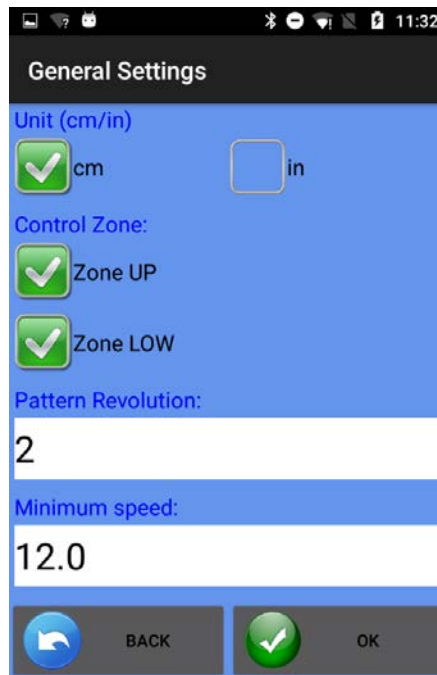 11:32
General Settings
Unit (cm/in)
cm in
Control Zone:
Zone UP
Zone LOW
Pattern Revolution:
2
Minimum speed:
12.0
BACK OK